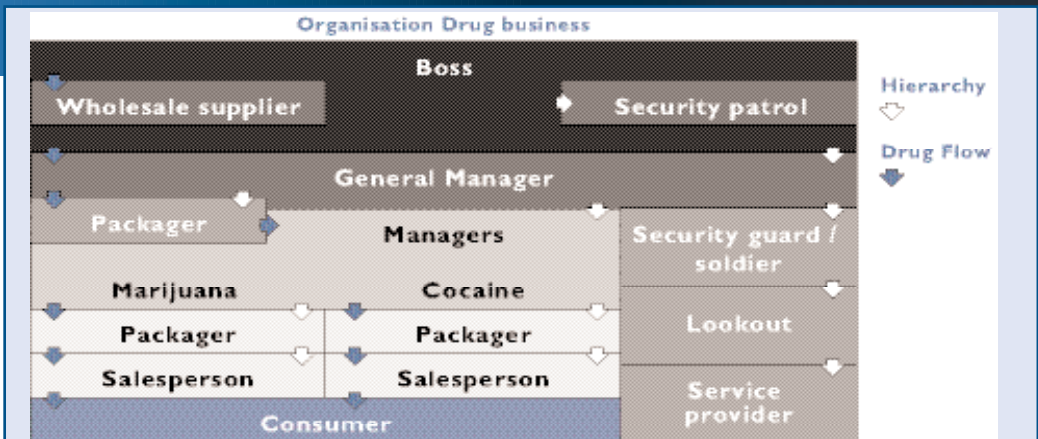 Organisation Drug business
Boss
Wholesale supplier
Security patrol
Hierarchy
Drug Flow
General Manager
Packager
Managers
Security guard /
soldier
Marijuana
Cocaine
Packager
Packager
Lookout
Salesperson
Salesperson
Service
provider
Consumer